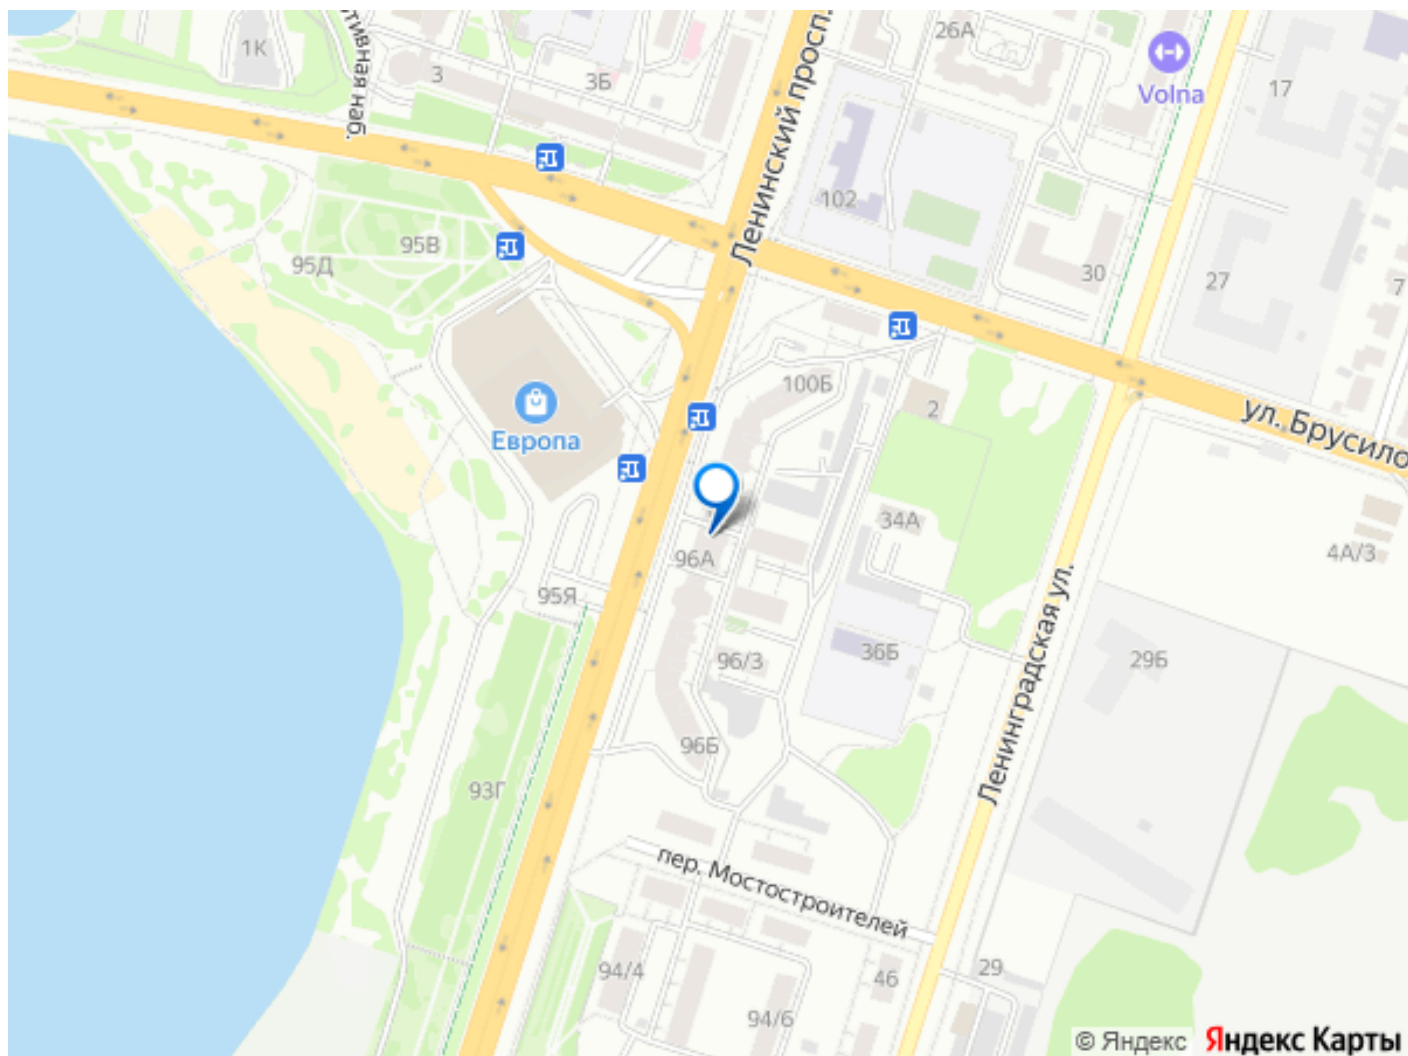 1К
тивная наб.
3
3Б
Ленинский просп.
26А
Volna
17
102
95В
95Д
30
27
7
100Б
2
Европа
ул. Брусило
34А
4А/3
96А
95Я
96/3
36Б
29Б
Ленинградская ул.
96Б
93Г
пер. Мостостроителей
94/4
46
29
94/6
© Яндекс Яндекс Карты